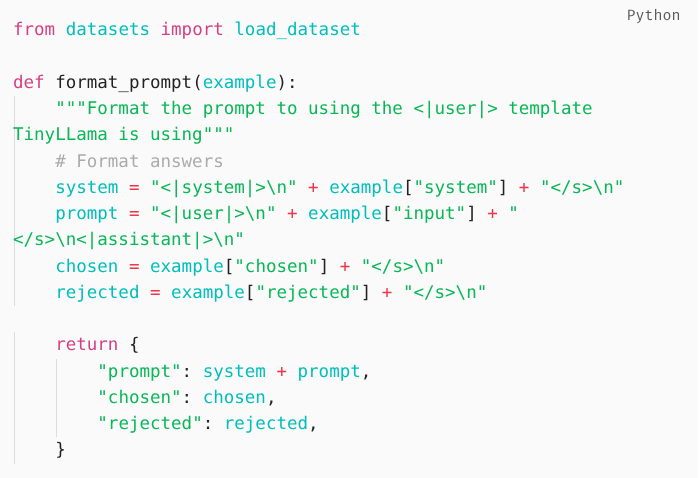 Python
from datasets import load_dataset

def format_prompt(example):
    """Format the prompt to using the <|user|> template
TinyLLama is using"""
    # Format answers
    system = "<|system|>\n" + example["system"] + "</s>\n"
    prompt = "<|user|>\n" + example["input"] + "
</s>\n<|assistant|>\n"
    chosen = example["chosen"] + "</s>\n"
    rejected = example["rejected"] + "</s>\n"

    return {
        "prompt": system + prompt,
        "chosen": chosen,
        "rejected": rejected,
    }